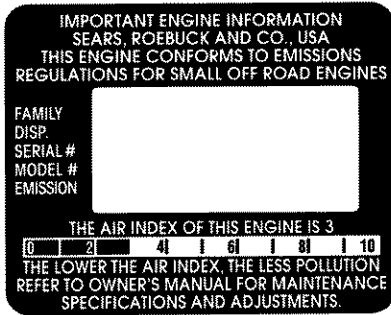 IMPORTANT ENGINE INFORMATION
SEARS, ROEBUCK AND CO., USA
THIS ENGINE CONFORMS TO EMISSIONS
REGULATIONS FOR SMALL OFF ROAD ENGINES
FAMILY
DISP.
SERIAL #
MODEL #
EMISSION
THE AIR INDEX OF THIS ENGINE IS 3
0 2 4 6 8 10
THE LOWER THE AIR INDEX, THE LESS POLLUTION
REFER TO OWNER'S MANUAL FOR MAINTENANCE
SPECIFICATIONS AND ADJUSTMENTS.